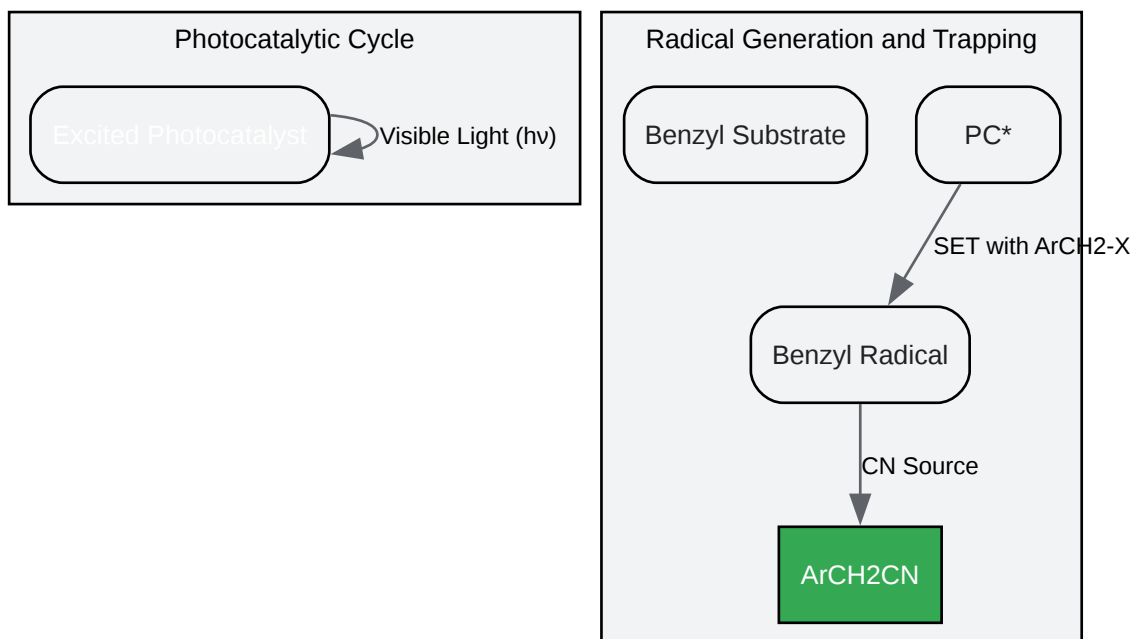 Photocatalytic Cycle
Excited Photocatalyst
Visible Light (hν)
Radical Generation and Trapping
Benzyl Substrate
PC*
SET with ArCH2-X
Benzyl Radical
CN Source
ArCH2CN